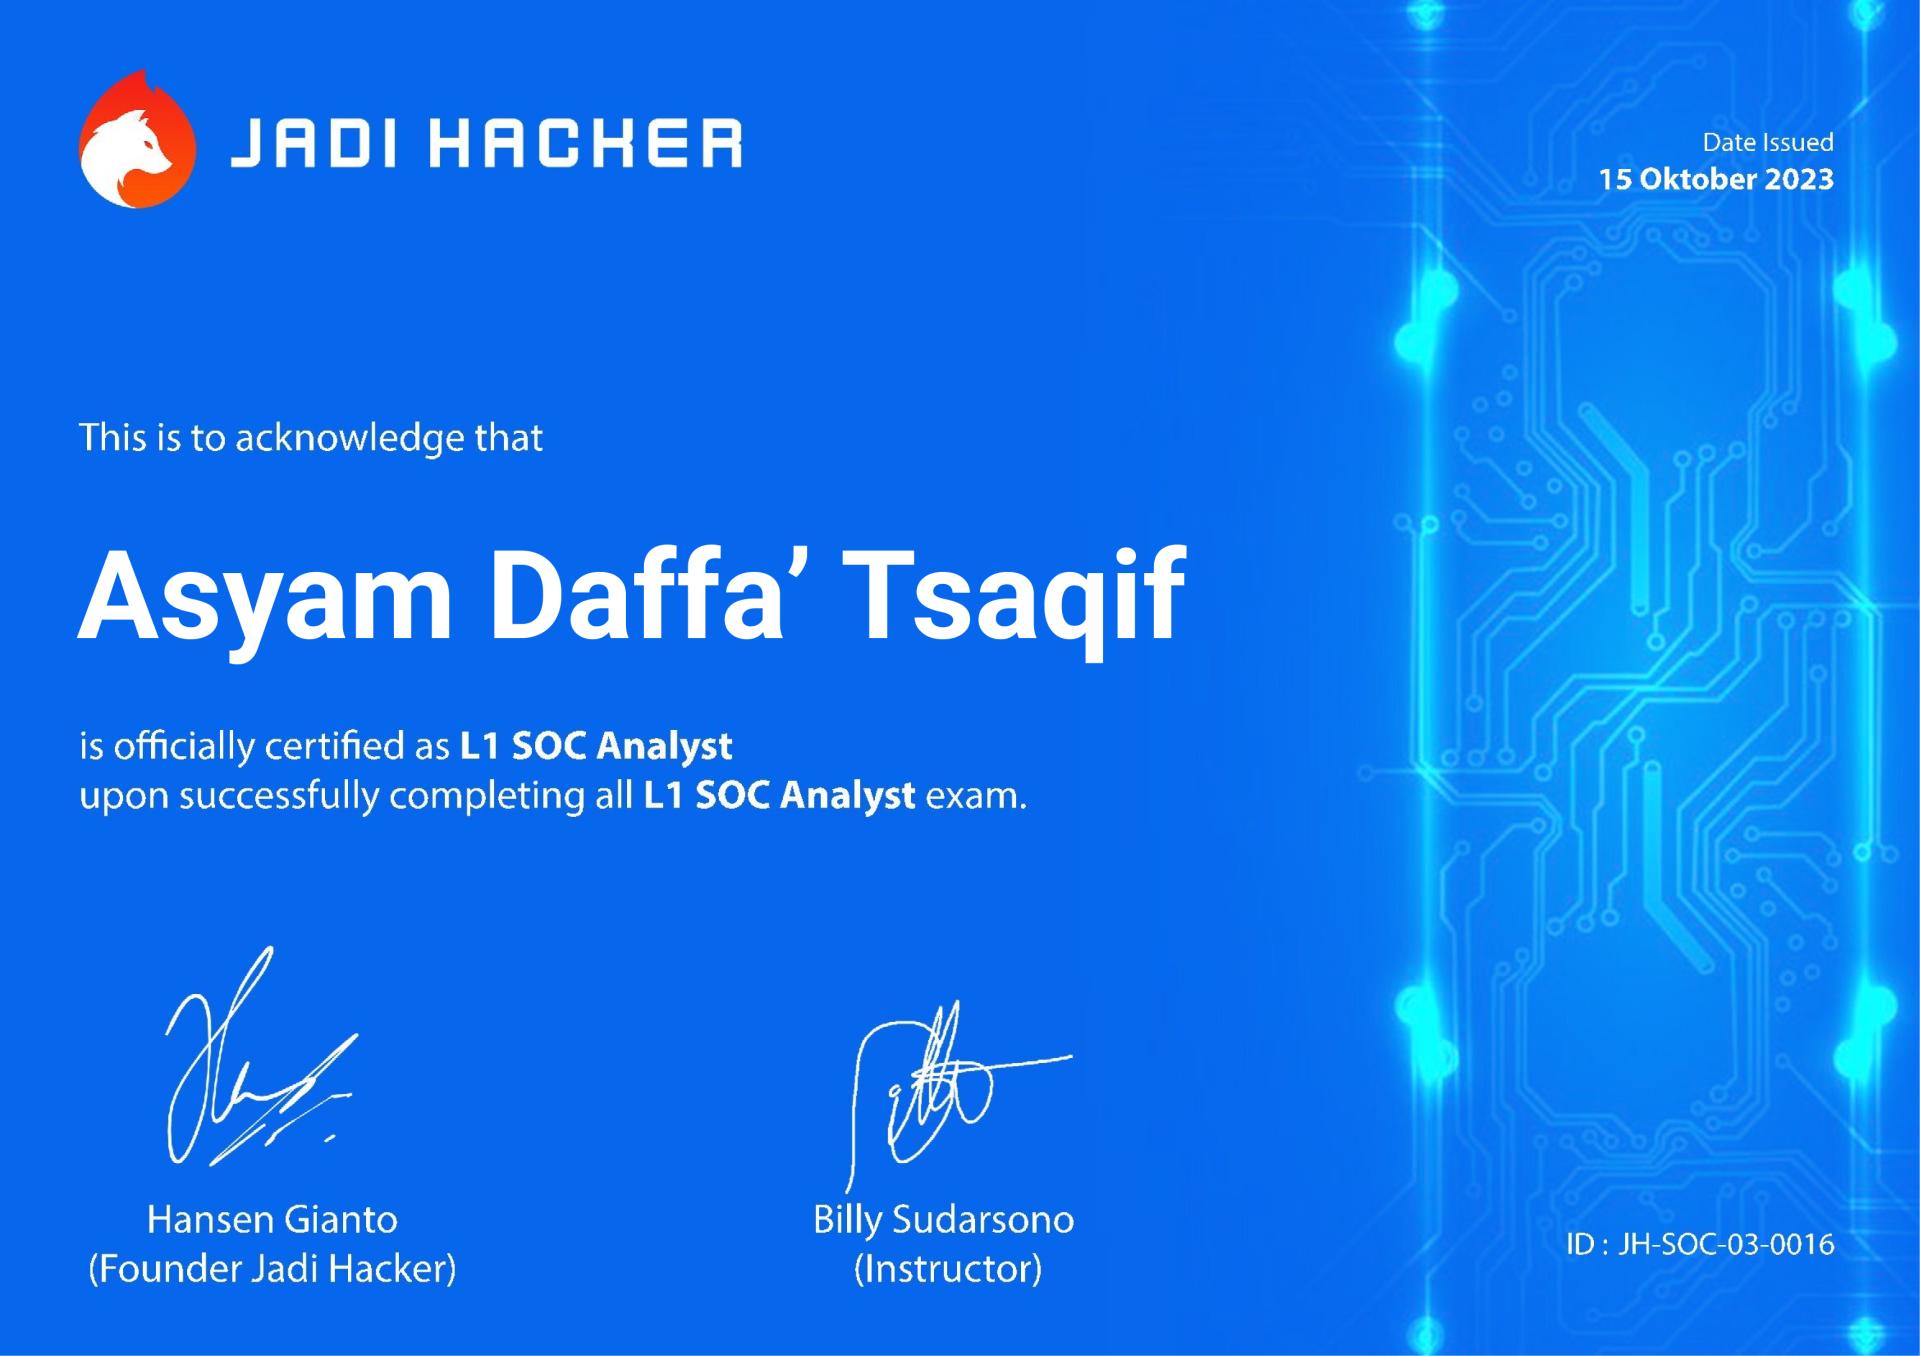 JADI HACKER
Date Issued
15 Oktober 2023
This is to acknowledge that
Asyam Daffa’ Tsaqif
is officially certified as L1 SOC Analyst
upon successfully completing all L1 SOC Analyst exam.
Hansen Gianto
(Founder Jadi Hacker)
Billy Sudarsono
(Instructor)
ID : JH-SOC-03-0016